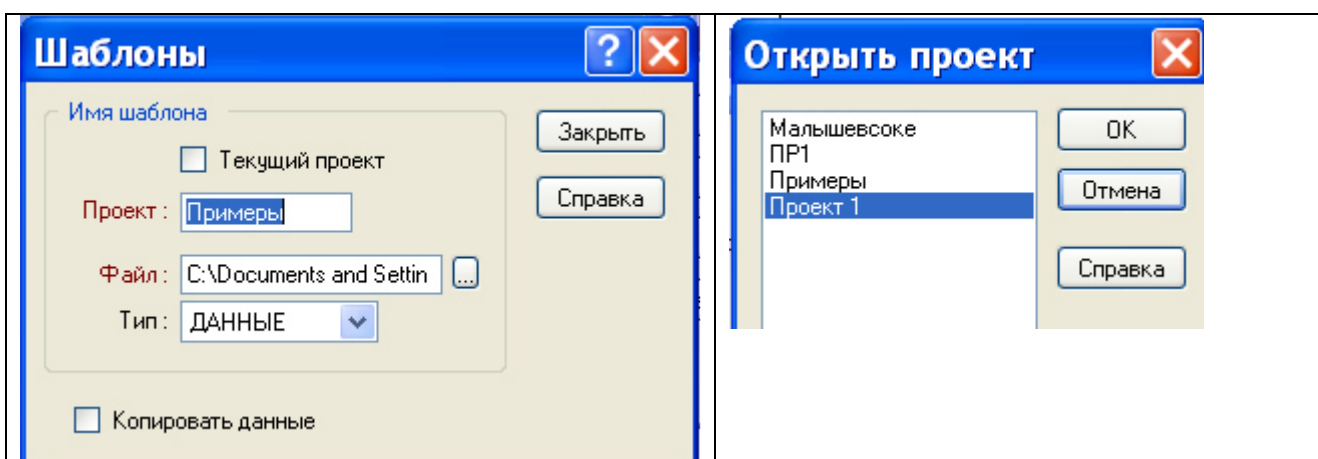 Шаблоны
Имя шаблона
Текущий проект
Проект : Примеры
Файл : C:\Documents and Settin ...
Тип : ДАННЫЕ
Копировать данные
Закрыть
Справка
Открыть проект
Малышевсоке
ПР1
Примеры
Проект 1
OK
Отмена
Справка